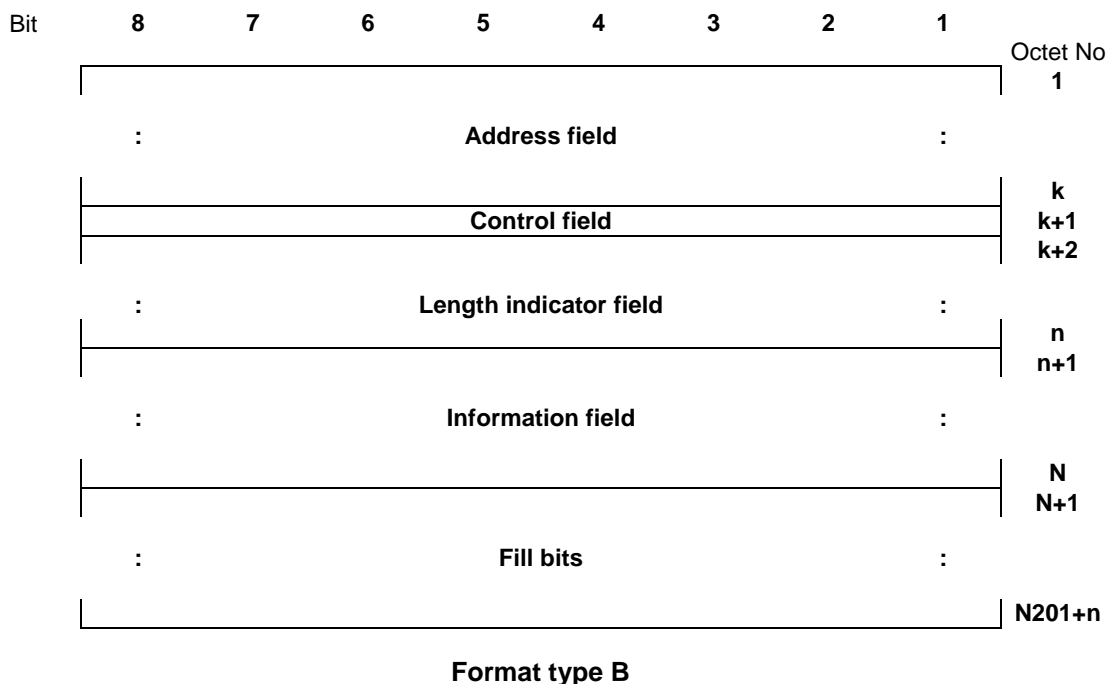 Bit 8 7 6 5 4 3 2 1
Octet No
1
: Address field :
k
Control field k+1
k+2
: Length indicator field :
n
n+1
: Information field :
N
N+1
: Fill bits :
N201+n
Format type B